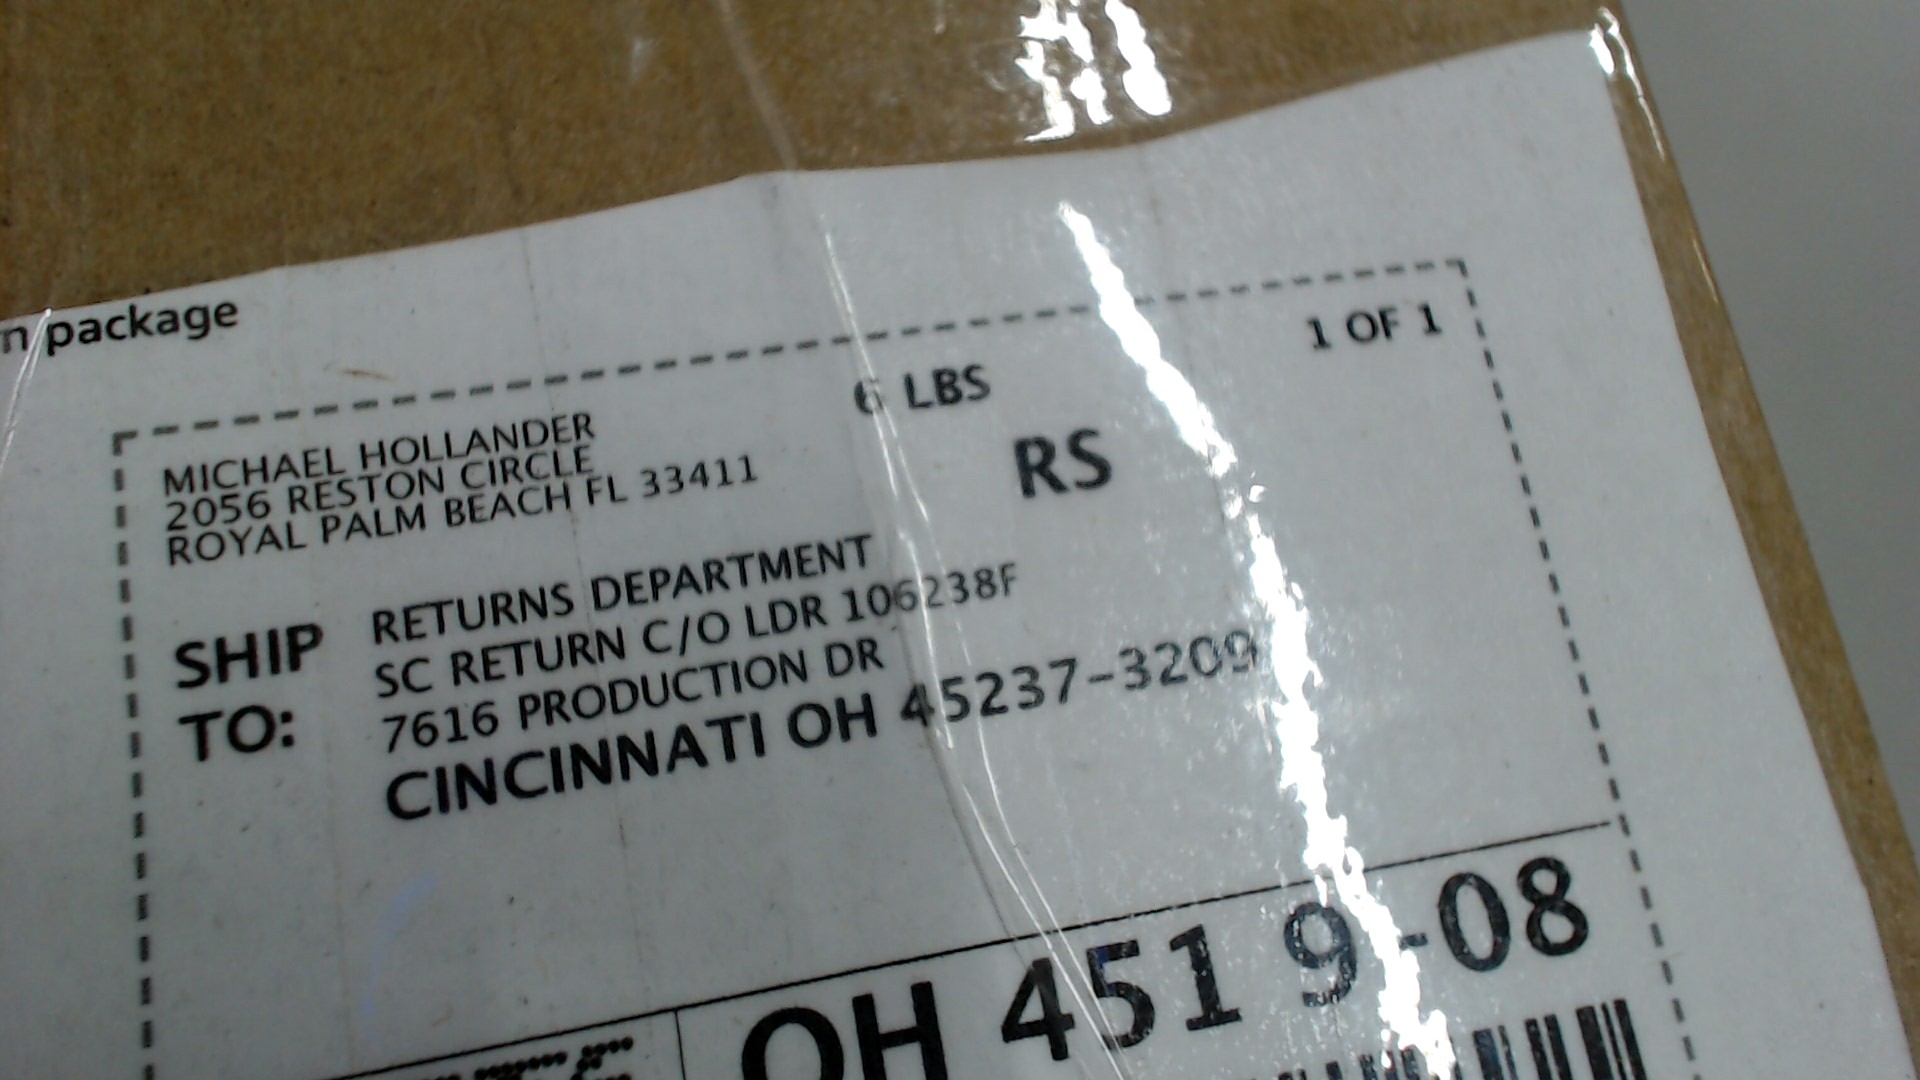 n package
1 OF 1
6 LBS
RS
MICHAEL HOLLANDER
2056 RESTON CIRCLE
ROYAL PALM BEACH FL 33411
SHIP TO:
RETURNS DEPARTMENT
SC RETURN C/O LDR 106238F
7616 PRODUCTION DR
CINCINNATI OH 45237-3209
OH 451 9-08